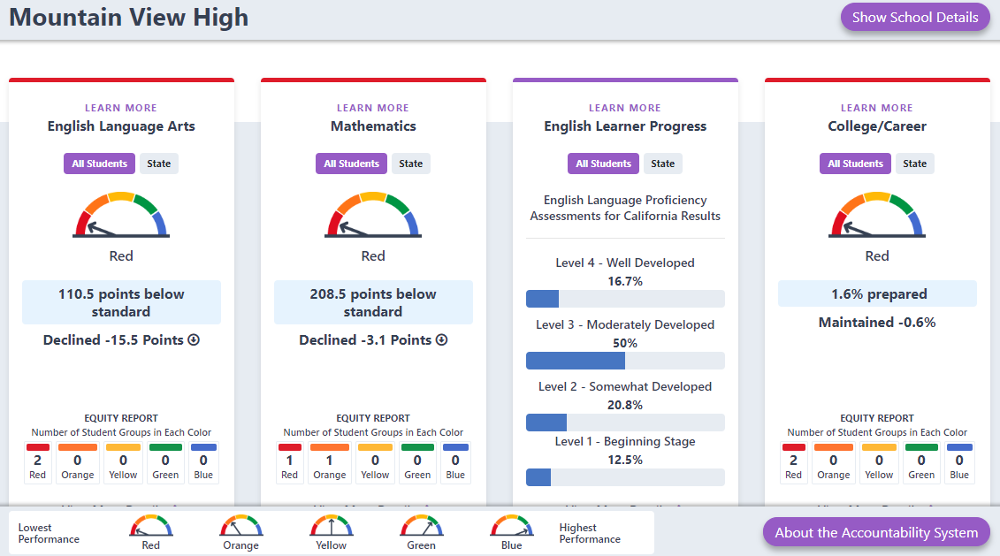 Mountain View High
Show School Details
LEARN MORE
English Language Arts
All Students
State
Red
110.5 points below
standard
Declined -15.5 Points
EQUITY REPORT
Number of Student Groups in Each Color
2
0
0
0
0
Red
Orange
Yellow
Green
Blue
LEARN MORE
Mathematics
All Students
State
Red
208.5 points below
standard
Declined -3.1 Points
EQUITY REPORT
Number of Student Groups in Each Color
1
1
0
0
0
Red
Orange
Yellow
Green
Blue
LEARN MORE
English Learner Progress
All Students
State
English Language Proficiency
Assessments for California Results
Level 4 - Well Developed
16.7%
Level 3 - Moderately Developed
50%
Level 2 - Somewhat Developed
20.8%
Level 1 - Beginning Stage
12.5%
LEARN MORE
College/Career
All Students
State
Red
1.6% prepared
Maintained -0.6%
EQUITY REPORT
Number of Student Groups in Each Color
2
0
0
0
0
Red
Orange
Yellow
Green
Blue
Lowest
Performance
Red
Orange
Yellow
Green
Blue
Highest
Performance
About the Accountability System